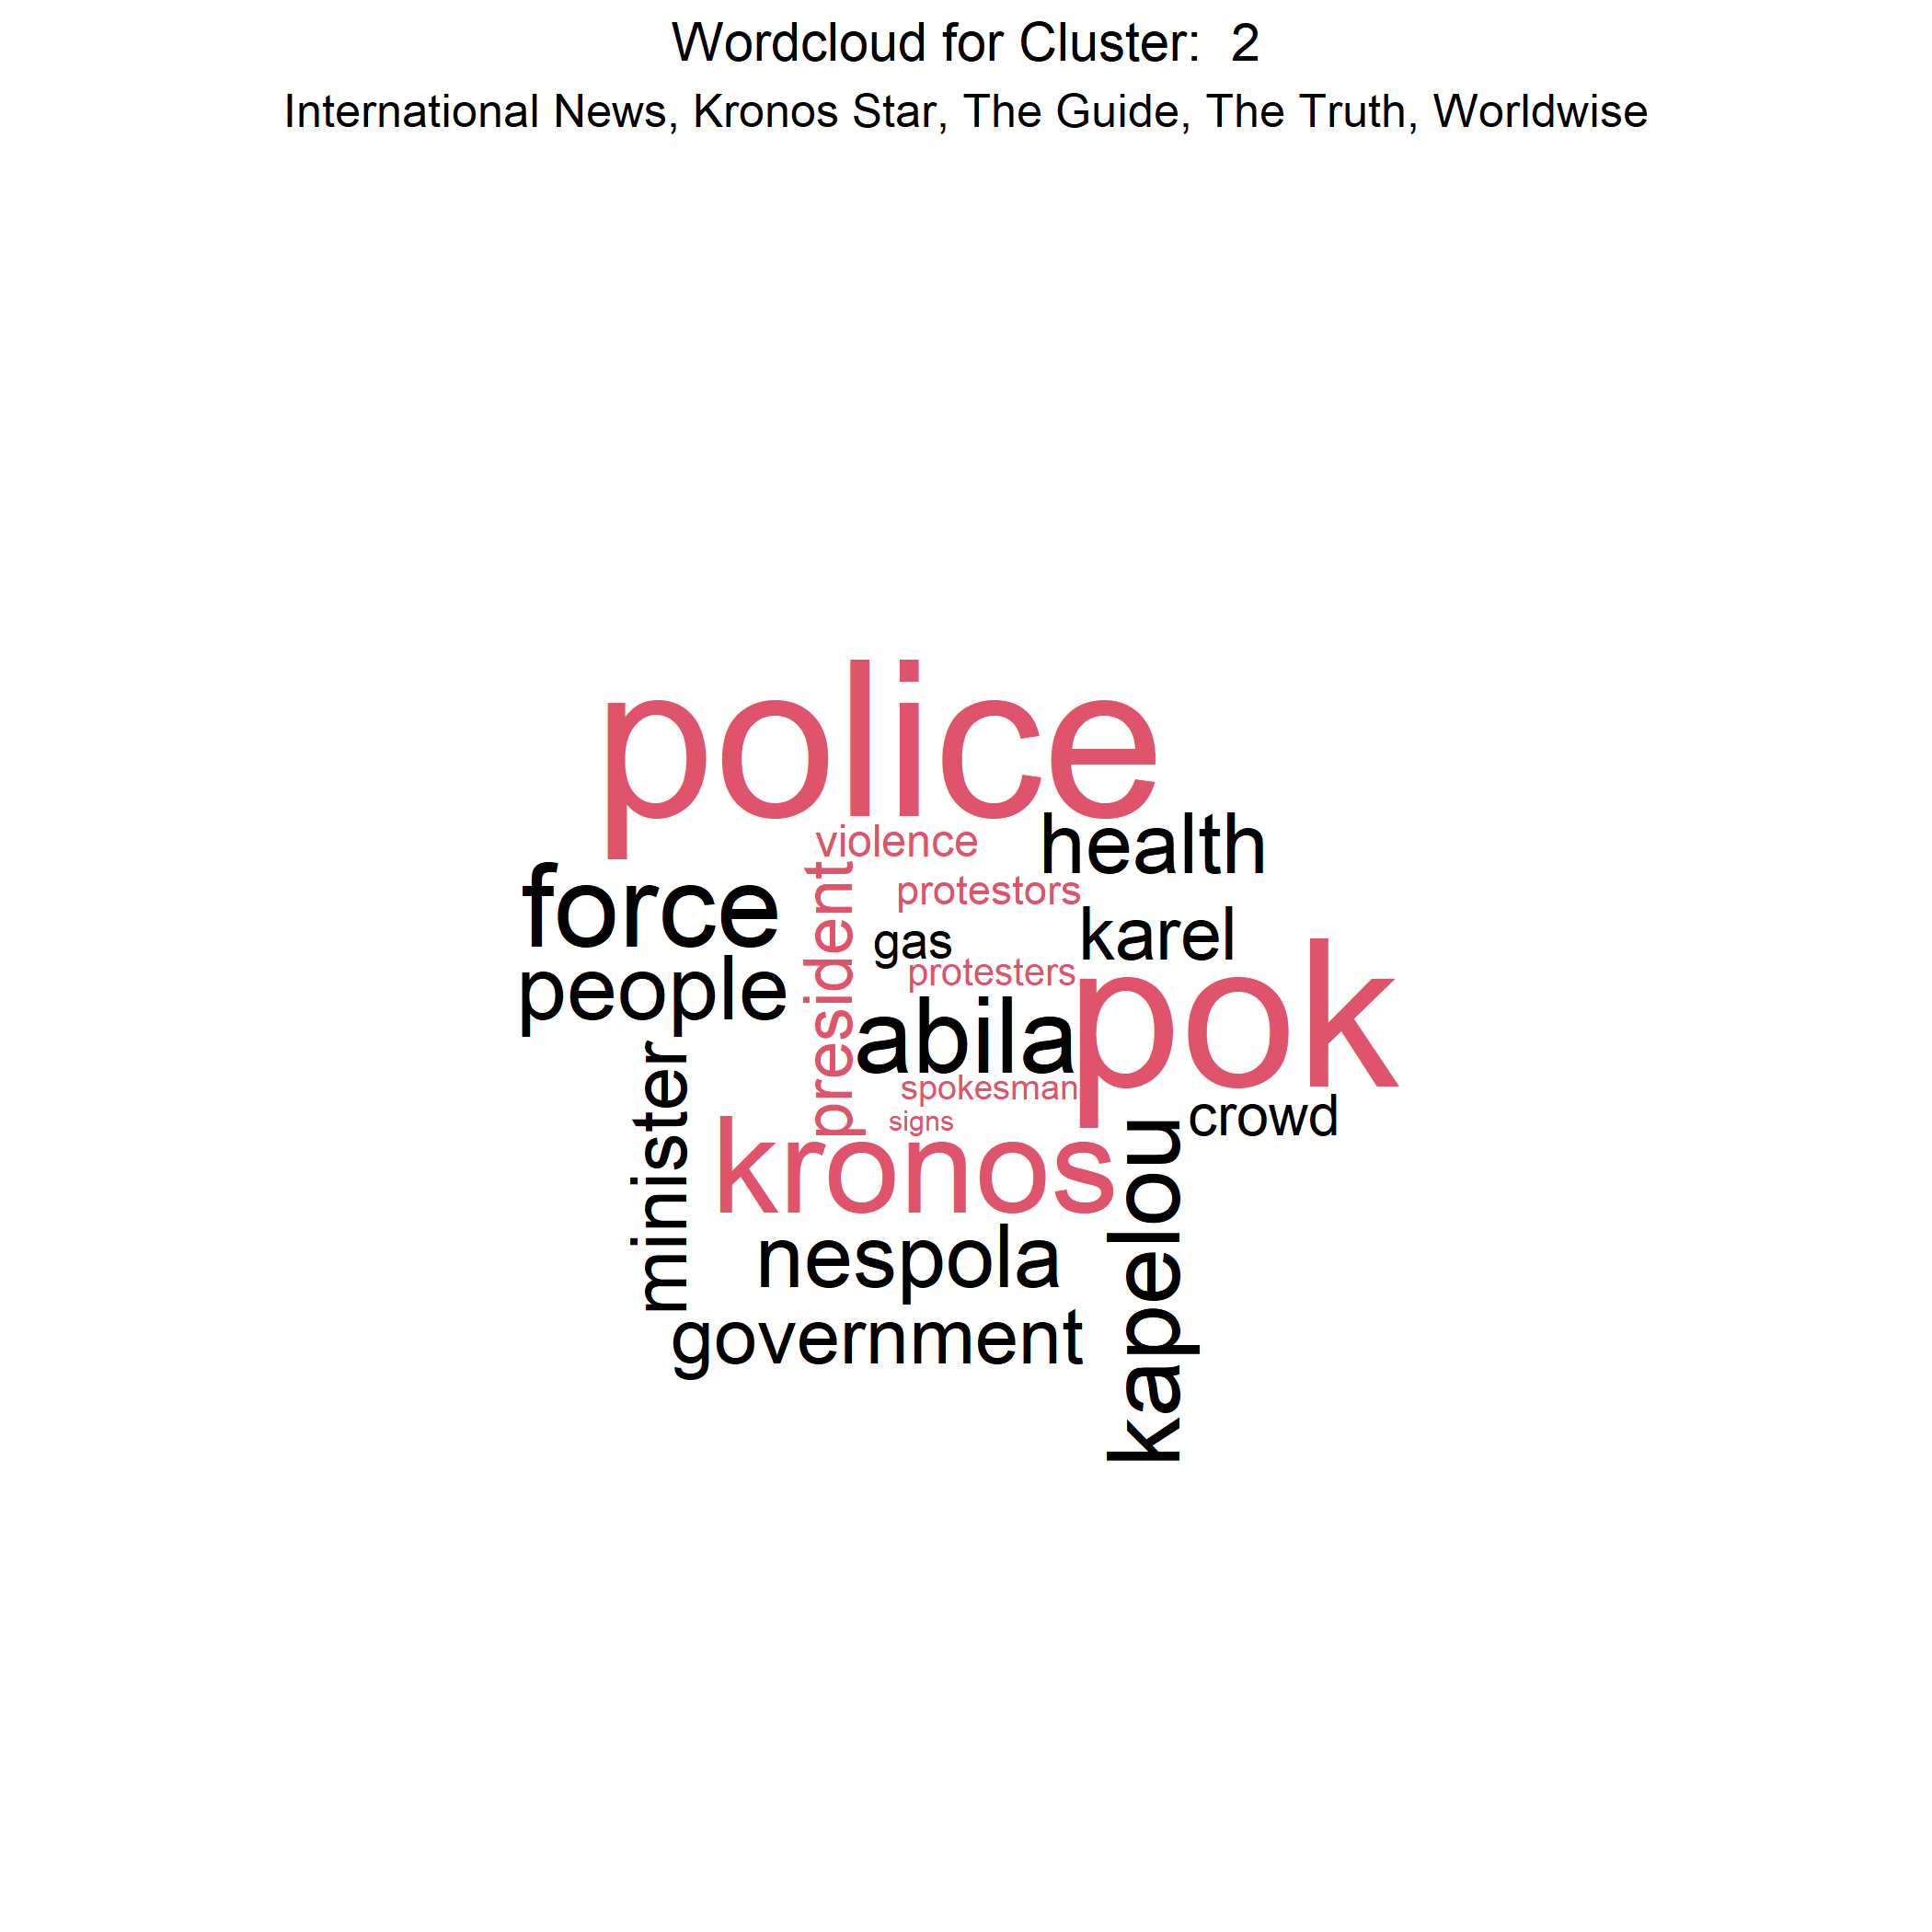 Wordcloud for Cluster:  2
International News, Kronos Star, The Guide, The Truth, Worldwise
police
violence
health
force
president
protestors
karel
gas
people
protesters
pok
abila
minister
spokesman
crowd
signs
kronos
kapelou
nespola
government